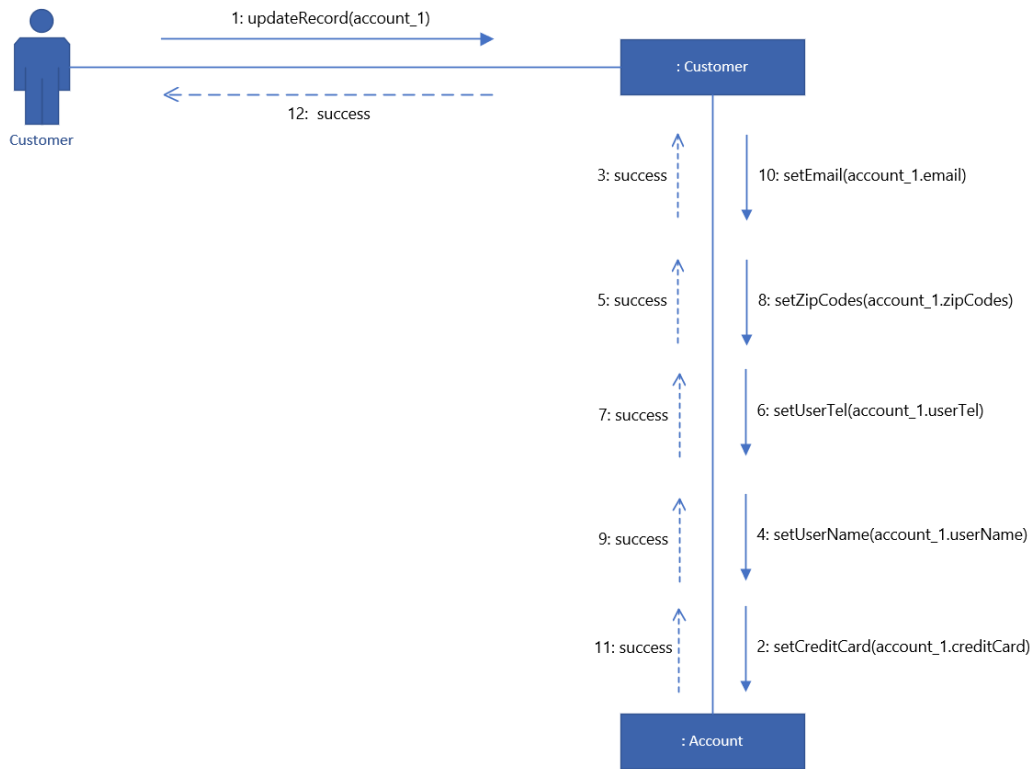 1: updateRecord(account_1)
: Customer
12: success
Customer
3: success
10: setEmail(account_1.email)
5: success
8: setZipCodes(account_1.zipCodes)
7: success
6: setUserTel(account_1.userTel)
9: success
4: setUserName(account_1.userName)
11: success
2: setCreditCard(account_1.creditCard)
: Account